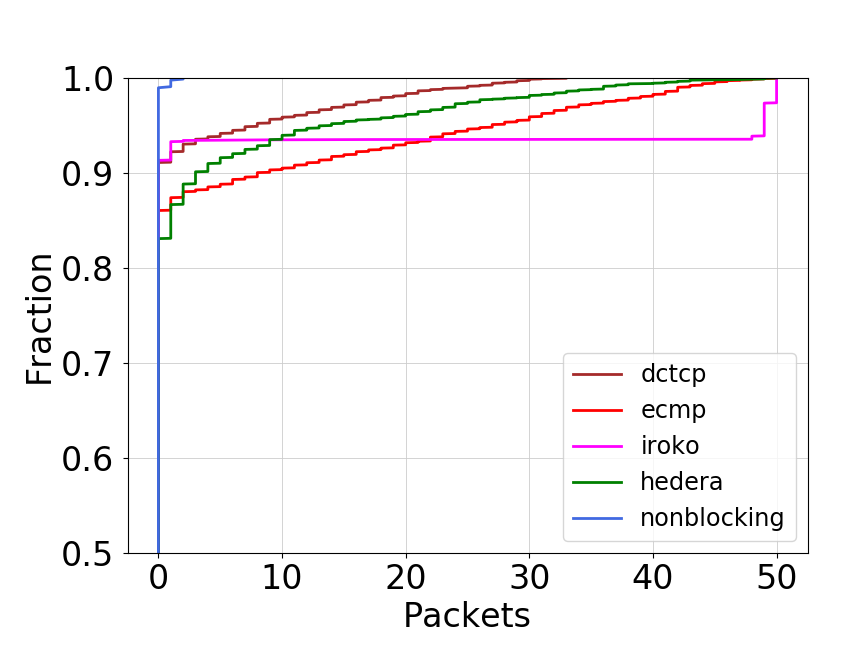 1.0
0.9
0.8
0.7
0.6
0.5
Fraction
0 10 20 30 40 50
Packets
dctcp
ecmp
iroko
hedera
nonblocking